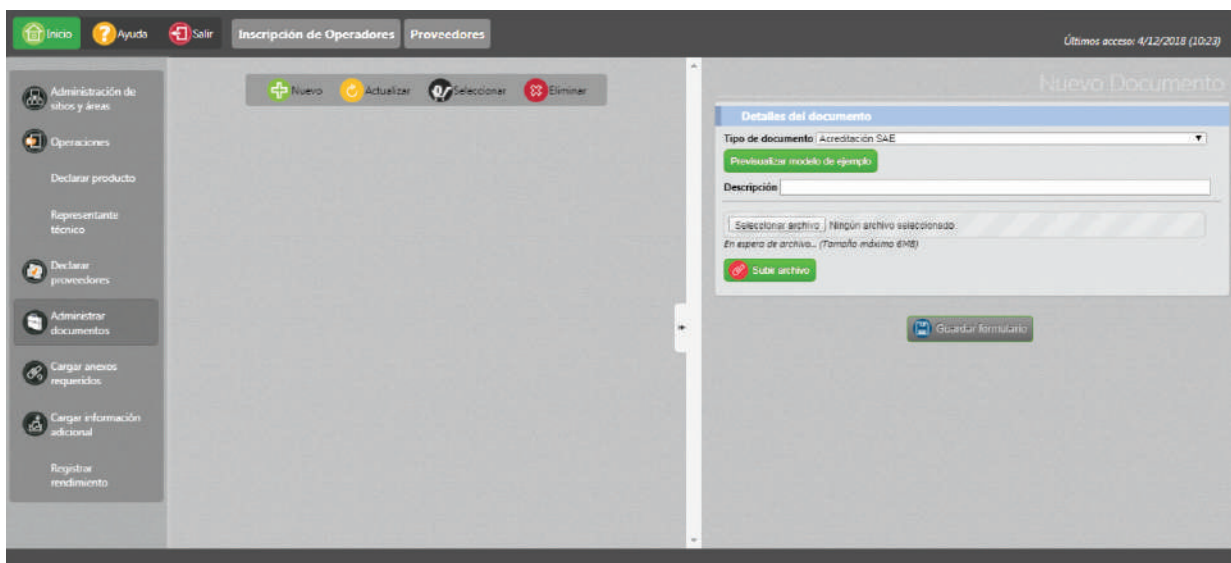 Inicio Ayuda Salir Inscripción de Operadores Proveedores
Últimos acceso: 4/12/2018 (10:23)
Administración de
sitios y áreas
Operaciones
Declarar producto
Representante
técnico
Declarar
proveedores
Administrar
documentos
Cargar anexos
requeridos
Cargar información
adicional
Registrar
rendimiento
Nuevo Actualizar Seleccionar Eliminar
Nuevo Documento
Detalles del documento
Tipo de documento Acreditación SAE
Previsualizar modelo de ejemplo
Descripción
Seleccionar archivo Ningún archivo seleccionado
En espera de archivo... (Tamaño máximo 6MB)
Subir archivo
Guardar formulario